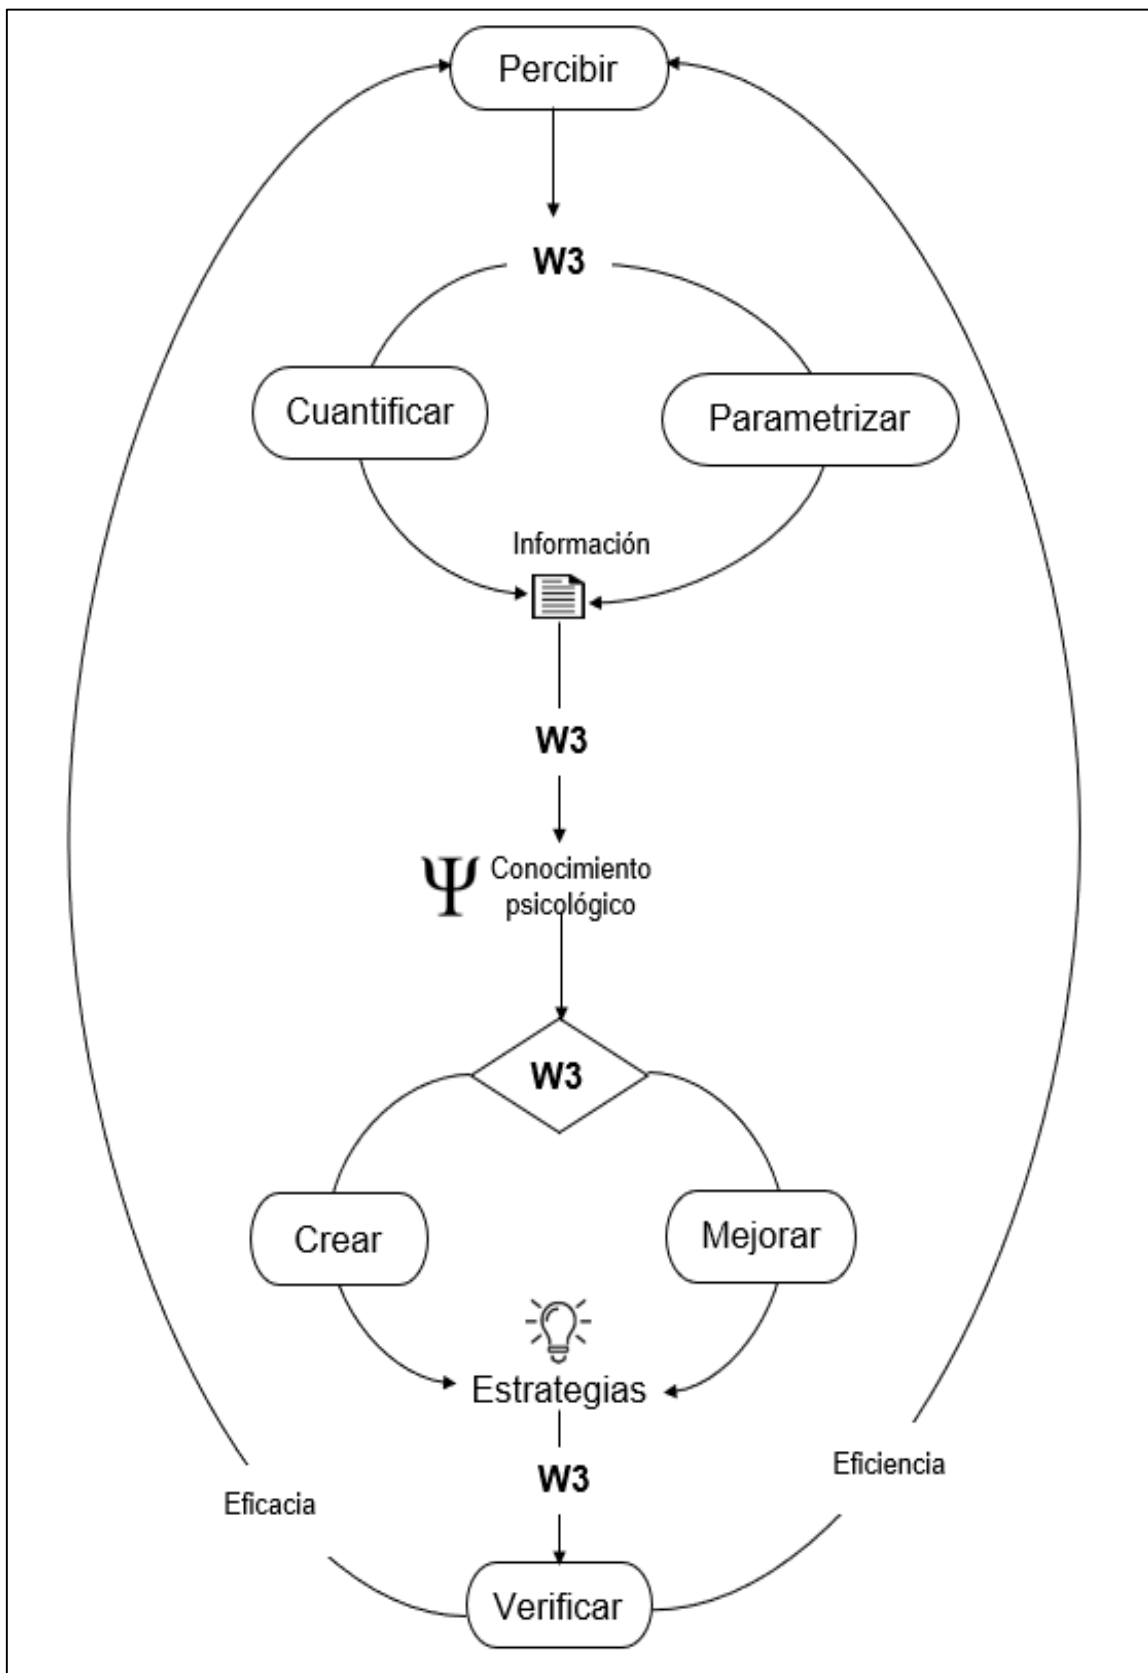 Percibir
W3
Cuantificar
Parametrizar
Información
W3
Ψ
Conocimiento
psicológico
W3
Crear
Mejorar
Estrategias
W3
Eficiencia
Eficacia
Verificar